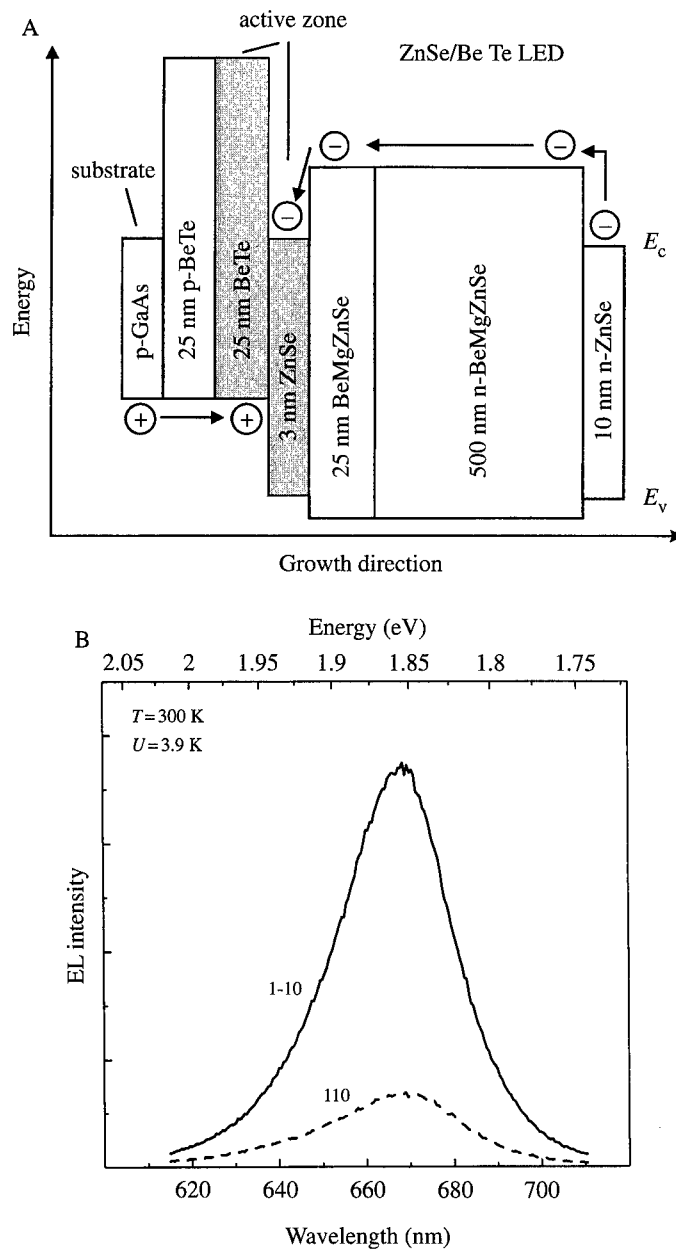 A
active zone
ZnSe/Be Te LED
substrate
Energy
p-GaAs
25 nm p-BeTe
25 nm BeTe
3 nm ZnSe
25 nm BeMgZnSe
500 nm n-BeMgZnSe
10 nm n-ZnSe
−
−
−
−
+
+
Ec
Ev
Growth direction
B
Energy (eV)
2.05 2 1.95 1.9 1.85 1.8 1.75
T=300 K
U=3.9 K
EL intensity
1-10
110
620 640 660 680 700
Wavelength (nm)